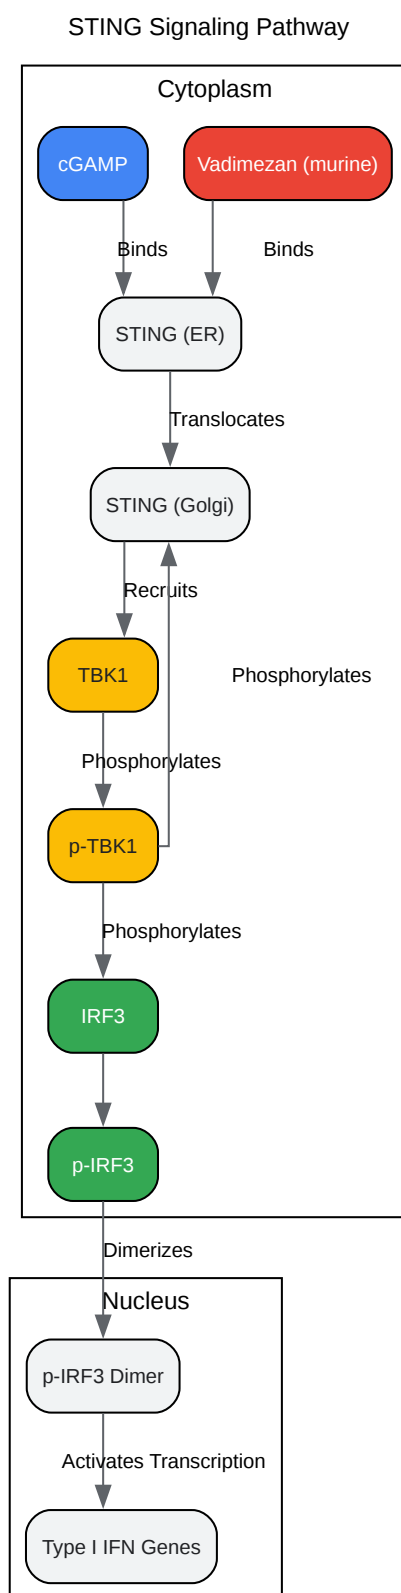 STING Signaling Pathway
Cytoplasm
cGAMP
Vadimezan (murine)
Binds
Binds
STING (ER)
Translocates
STING (Golgi)
Recruits
TBK1
Phosphorylates
Phosphorylates
p-TBK1
Phosphorylates
IRF3
p-IRF3
Dimerizes
Nucleus
p-IRF3 Dimer
Activates Transcription
Type I IFN Genes